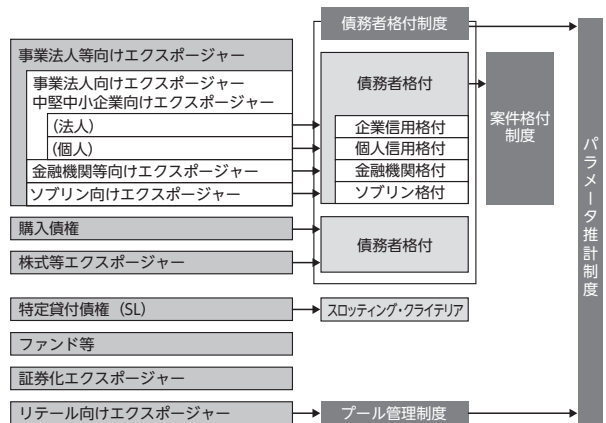 債務者格付制度
事業法人等向けエクスポージャー
事業法人向けエクスポージャー
中堅中小企業向けエクスポージャー
(法人)
(個人)
金融機関等向けエクスポージャー
ソブリン向けエクスポージャー
債務者格付
企業信用格付
個人信用格付
金融機関格付
ソブリン格付
案件格付
制度
パラメータ推計制度
購入債権
株式等エクスポージャー
債務者格付
特定貸付債権(SL)
スロッティング・クライテリア
ファンド等
証券化エクスポージャー
リテール向けエクスポージャー
プール管理制度